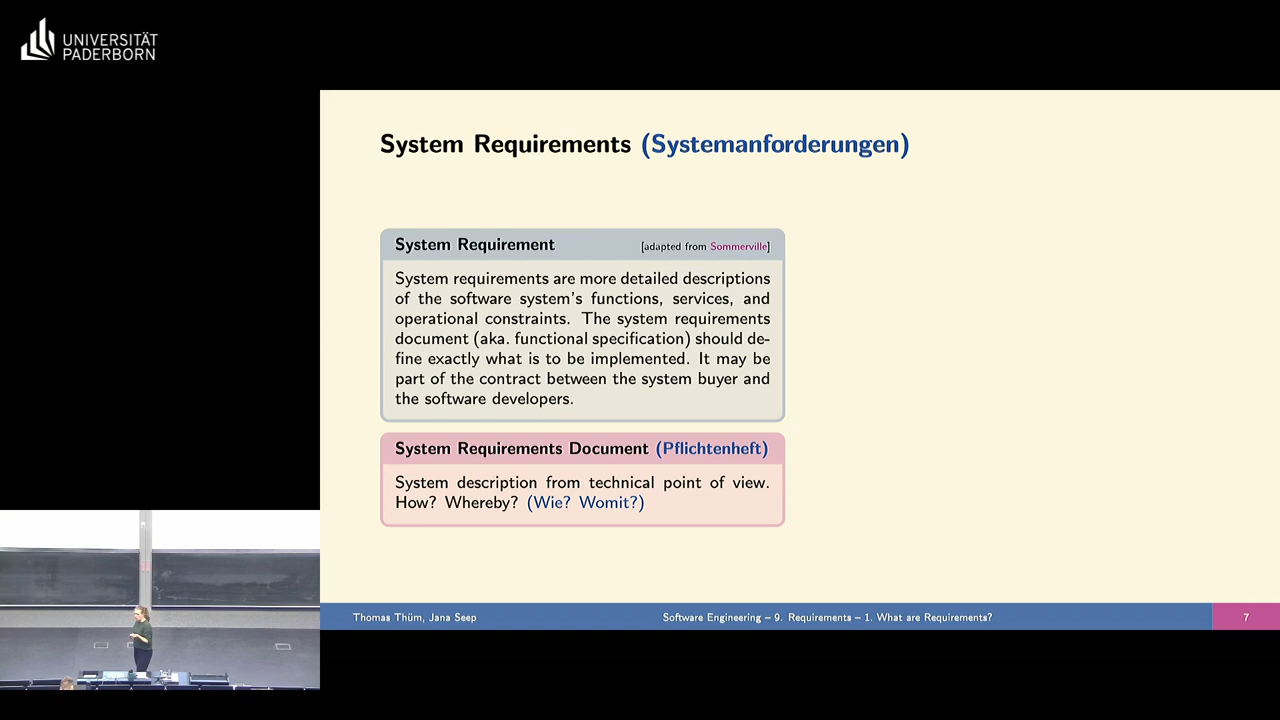 UNIVERSITÄT
PADERBORN
System Requirements (Systemanforderungen)
System Requirement [adapted from Sommerville]
System requirements are more detailed descriptions
of the software system's functions, services, and
operational constraints. The system requirements
document (aka. functional specification) should de-
fine exactly what is to be implemented. It may be
part of the contract between the system buyer and
the software developers.
System Requirements Document (Pflichtenheft)
System description from technical point of view.
How? Whereby? (Wie? Womit?)
Thomas Thüm, Jana Seep
Software Engineering – 9. Requirements – 1. What are Requirements?
7